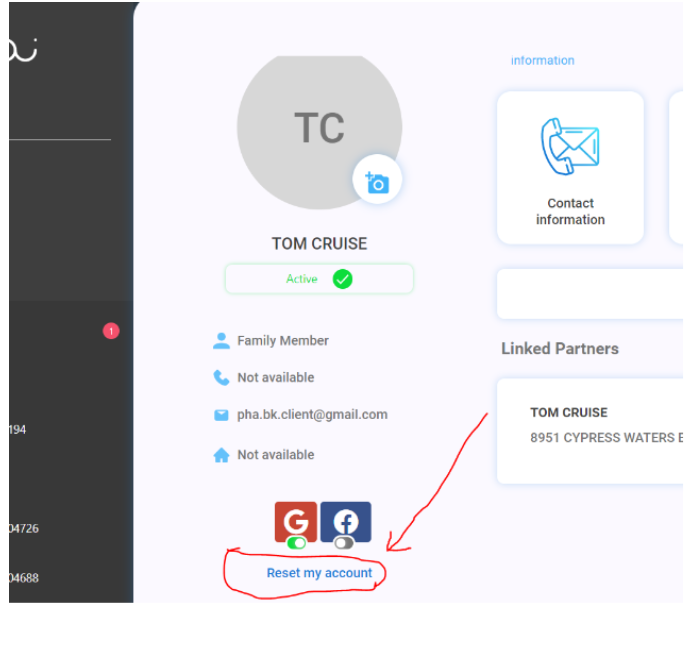 information
TC
Contact
information
TOM CRUISE
Active
1
Family Member
Linked Partners
Not available
pha.bk.client@gmail.com
TOM CRUISE
194
8951 CYPRESS WATERS
Not available
04726
Reset my account
04688